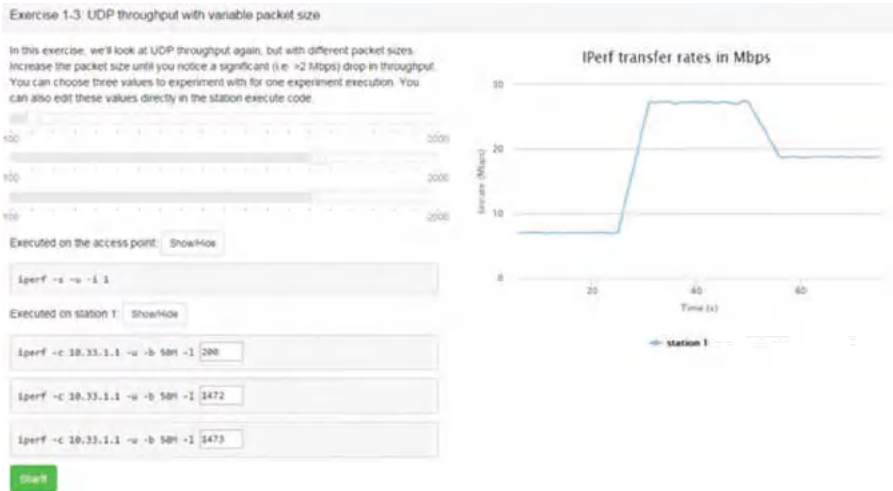 Exercise 1-3: UDP throughput with variable packet size
In this exercise, we'll look at UDP throughput again, but with different packet sizes.
Increase the packet size until you notice a significant (i.e. >2 Mbps) drop in throughput.
You can choose three values to experiment with for one experiment execution. You
can also edit these values directly in the station execute code.
100
2000
100
2000
100
2000
Executed on the access point: Show/Hide
iperf -s -u -i 1
Executed on station 1: Show/Hide
iperf -c 10.33.1.1 -u -b 50M -l 200
iperf -c 10.33.1.1 -u -b 50M -l 1472
iperf -c 10.33.1.1 -u -b 50M -l 1473
Start!
IPerf transfer rates in Mbps
30
20
10
0
(Mbps)
20
40
60
Time (s)
station 1